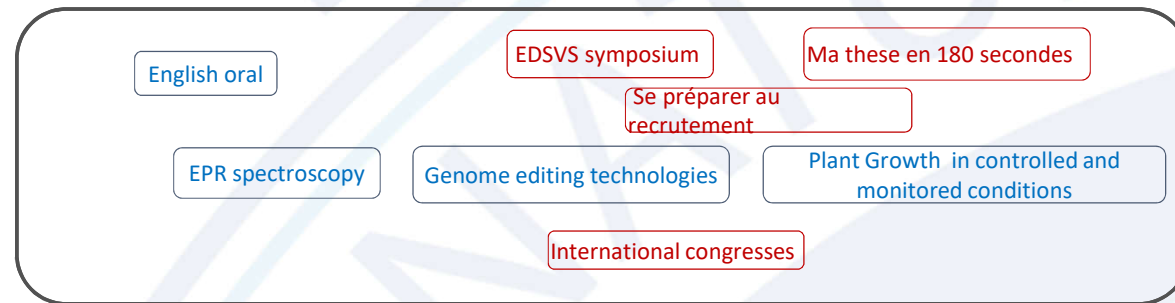 EDSVS symposium
Ma these en 180 secondes
English oral
Se préparer au
recrutement
EPR spectroscopy
Genome editing technologies
Plant Growth in controlled and
monitored conditions
International congresses